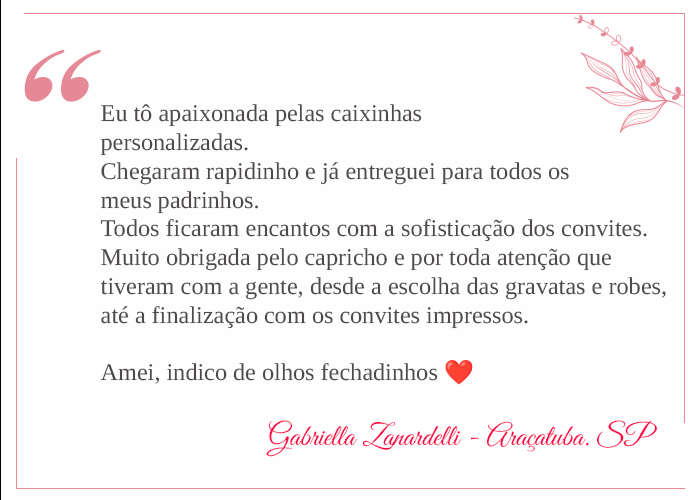 Eu tô apaixonada pelas caixinhas
personalizadas.
Chegaram rapidinho e já entreguei para todos os
meus padrinhos.
Todos ficaram encantos com a sofisticação dos convites.
Muito obrigada pelo capricho e por toda atenção que
tiveram com a gente, desde a escolha das gravatas e robes,
até a finalização com os convites impressos.
Amei, indico de olhos fechadinhos ❤️
Gabriella Zanardelli - Araçatuba. SP